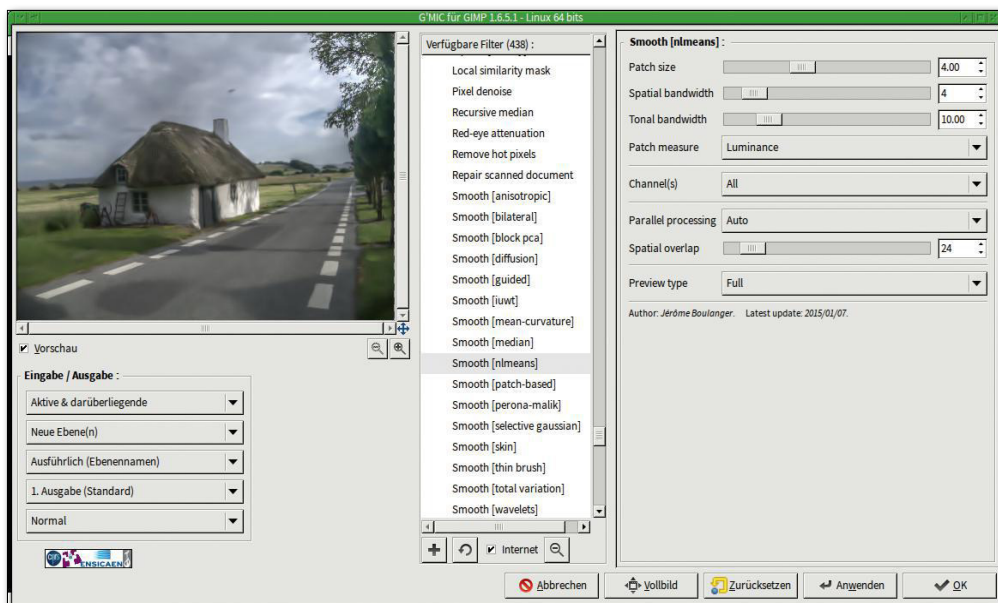 G'MIC für GIMP 1.6.5.1 - Linux 64 bits
Vorschau
Eingabe / Ausgabe :
Aktive & darüberliegende
Neue Ebene(n)
Ausführlich (Ebenennamen)
1. Ausgabe (Standard)
Normal
ENSICAEN
Verfügbare Filter (438) :
Local similarity mask
Pixel denoise
Recursive median
Red-eye attenuation
Remove hot pixels
Repair scanned document
Smooth [anisotropic]
Smooth [bilateral]
Smooth [block pca]
Smooth [diffusion]
Smooth [guided]
Smooth [iuwt]
Smooth [mean-curvature]
Smooth [median]
Smooth [nlmeans]
Smooth [patch-based]
Smooth [perona-malik]
Smooth [selective gaussian]
Smooth [skin]
Smooth [thin brush]
Smooth [total variation]
Smooth [wavelets]
Internet
Smooth [nlmeans] :
Patch size 4.00
Spatial bandwidth 4
Tonal bandwidth 10.00
Patch measure Luminance
Channel(s) All
Parallel processing Auto
Spatial overlap 24
Preview type Full
Author: Jérôme Boulanger. Latest update: 2015/01/07.
Abbrechen Vollbild Zurücksetzen Anwenden OK